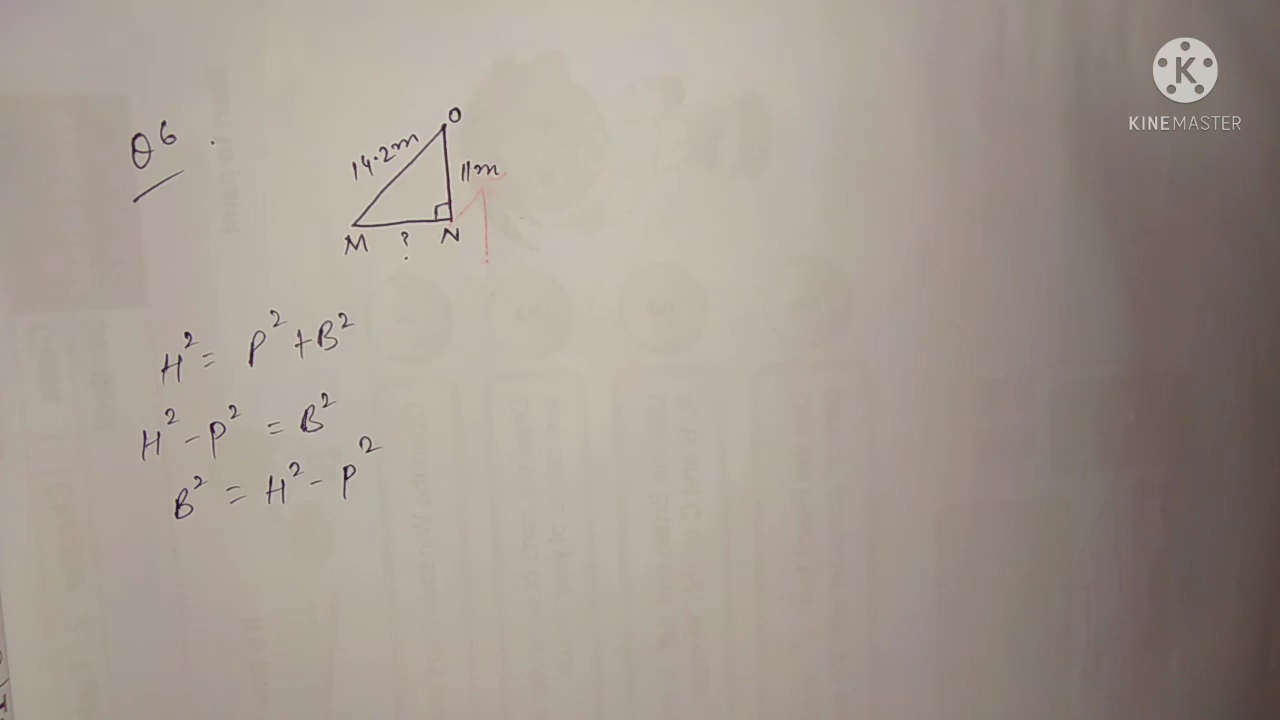 Q6
O
14.2m
11m
M ? N
H² = P² + B²
H² - P² = B²
B² = H² - P²
K
KINEMASTER